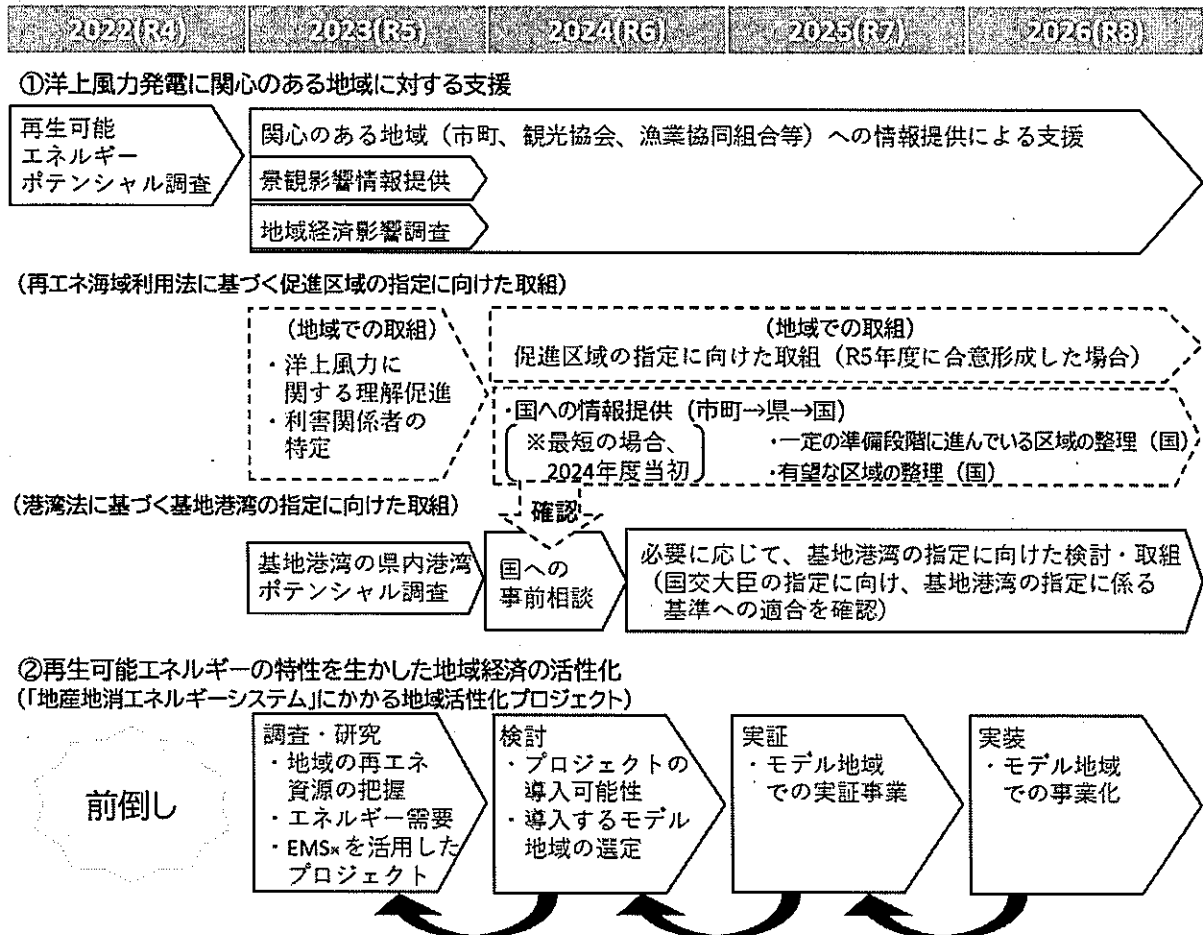 2022(R4) 2023(R5) 2024(R6) 2025(R7) 2026(R8)
①洋上風力発電に関心のある地域に対する支援
再生可能
エネルギー
ポテンシャル調査
関心のある地域（市町、観光協会、漁業協同組合等）への情報提供による支援
景観影響情報提供
地域経済影響調査
(再エネ海域利用法に基づく促進区域の指定に向けた取組)
(地域での取組)
・洋上風力に
関する理解促進
・利害関係者の
特定
(地域での取組)
促進区域の指定に向けた取組（R5年度に合意形成した場合）
・国への情報提供（市町→県→国）
※最短の場合、
2024年度当初
・一定の準備段階に進んでいる区域の整理（国）
・有望な区域の整理（国）
(港湾法に基づく基地港湾の指定に向けた取組)
確認
基地港湾の県内港湾
ポテンシャル調査
国への
事前相談
必要に応じて、基地港湾の指定に向けた検討・取組
（国交大臣の指定に向け、基地港湾の指定に係る
基準への適合を確認）
②再生可能エネルギーの特性を生かした地域経済の活性化
(「地産地消エネルギーシステム」にかかる地域活性化プロジェクト)
前倒し
調査・研究
・地域の再エネ
資源の把握
・エネルギー需要
・EMS※を活用した
プロジェクト
検討
・プロジェクトの
導入可能性
・導入するモデル
地域の選定
実証
・モデル地域
での実証事業
実装
・モデル地域
での事業化